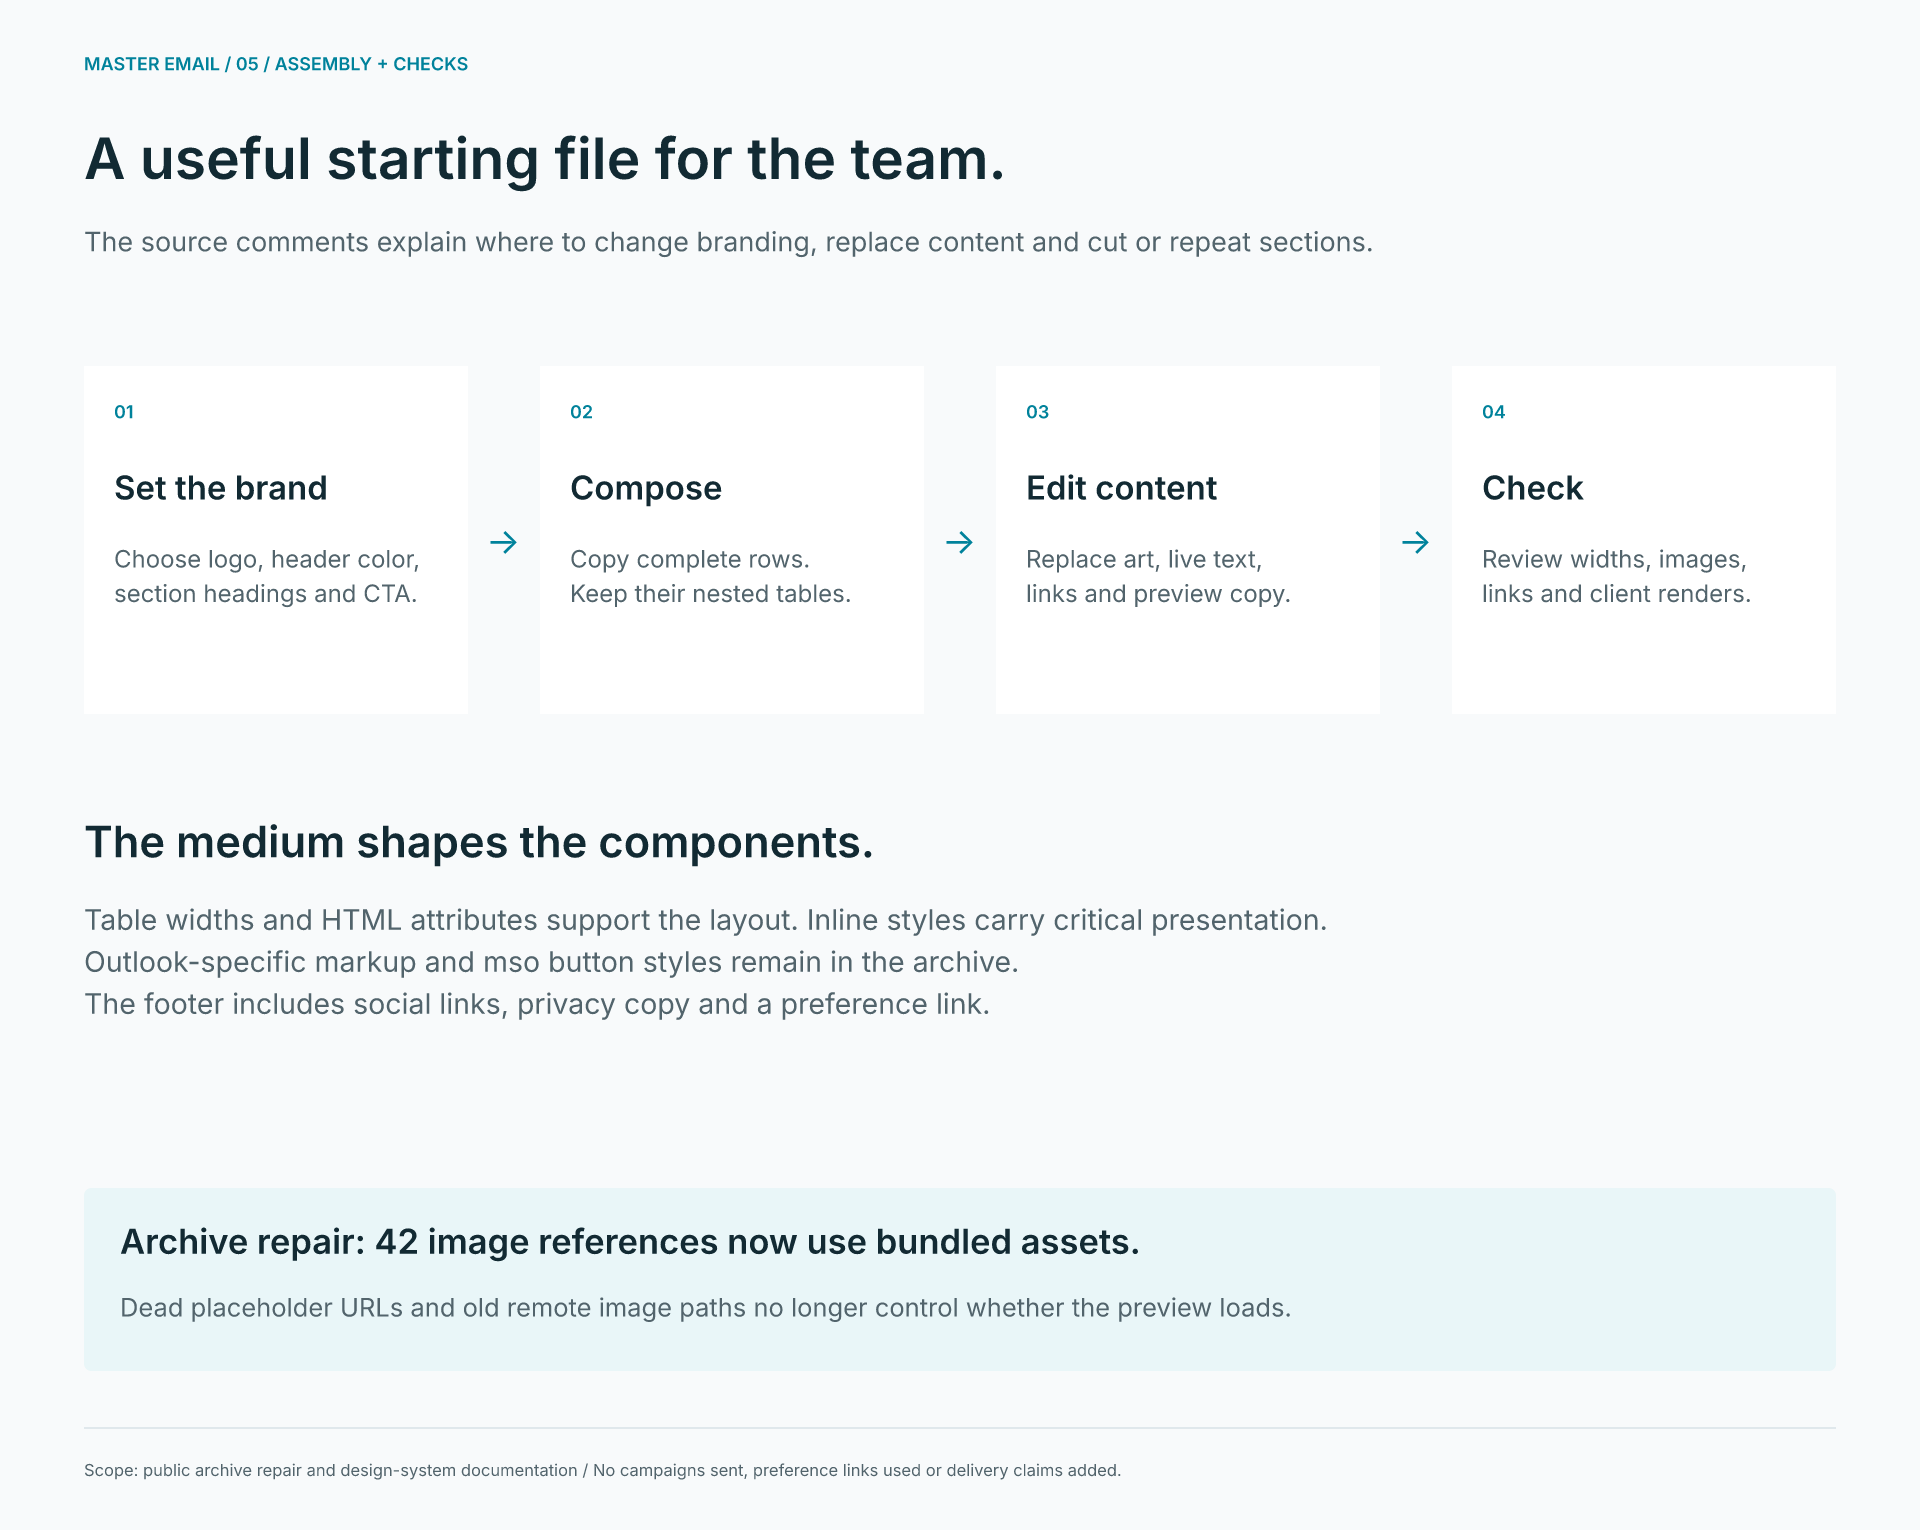 MASTER EMAIL / 05 / ASSEMBLY + CHECKS
A useful starting file for the team.
The source comments explain where to change branding, replace content and cut or repeat sections.
01
Set the brand
Choose logo, header color,
section headings and CTA.
→
02
Compose
Copy complete rows.
Keep their nested tables.
→
03
Edit content
Replace art, live text,
links and preview copy.
→
04
Check
Review widths, images,
links and client renders.
The medium shapes the components.
Table widths and HTML attributes support the layout. Inline styles carry critical presentation.
Outlook-specific markup and mso button styles remain in the archive.
The footer includes social links, privacy copy and a preference link.
Archive repair: 42 image references now use bundled assets.
Dead placeholder URLs and old remote image paths no longer control whether the preview loads.
Scope: public archive repair and design-system documentation / No campaigns sent, preference links used or delivery claims added.